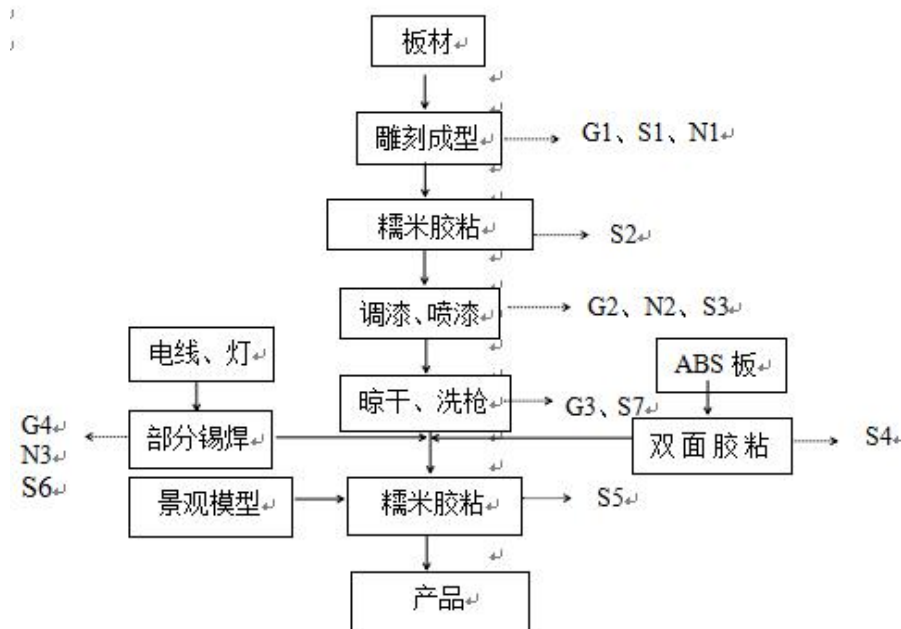 板材
雕刻成型
G1、S1、N1
糯米胶粘
S2
调漆、喷漆
G2、N2、S3
电线、灯
ABS 板
晾干、洗枪
G3、S7
G4
N3
S6
部分锡焊
双面胶粘
S4
景观模型
糯米胶粘
S5
产品